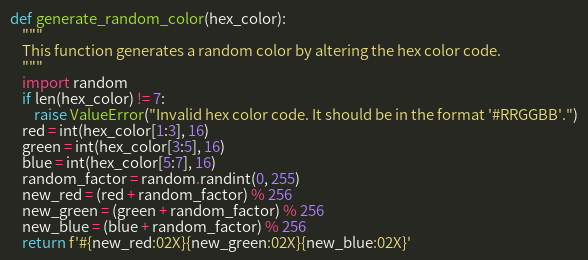 def generate_random_color(hex_color):
    """
    This function generates a random color by altering the hex color code.
    """
    import random
    if len(hex_color) != 7:
        raise ValueError("Invalid hex color code. It should be in the format '#RRGGBB'.")
    red = int(hex_color[1:3], 16)
    green = int(hex_color[3:5], 16)
    blue = int(hex_color[5:7], 16)
    random_factor = random.randint(0, 255)
    new_red = (red + random_factor) % 256
    new_green = (green + random_factor) % 256
    new_blue = (blue + random_factor) % 256
    return f'#{new_red:02X}{new_green:02X}{new_blue:02X}'